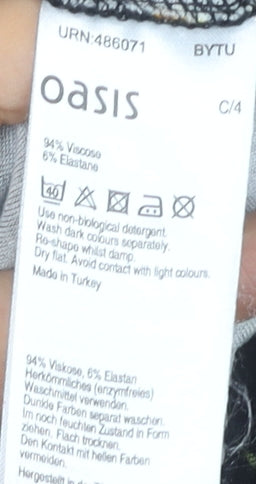 URN:486071 BYTU
oasis C/4
94% Viscose
6% Elastane
40
Use non-biological detergent.
Wash dark colours separately.
Re-shape whilst damp.
Dry flat. Avoid contact with light colours.
Made in Turkey
94% Viskose, 6% Elastan
Herkömmliches (enzymfreies)
Waschmittel verwenden.
Dunkle Farben separat waschen.
Im noch feuchten Zustand in Form
ziehen. Flach trocknen.
Den Kontakt mit hellen Farben
vermeiden.
Hergestellt in